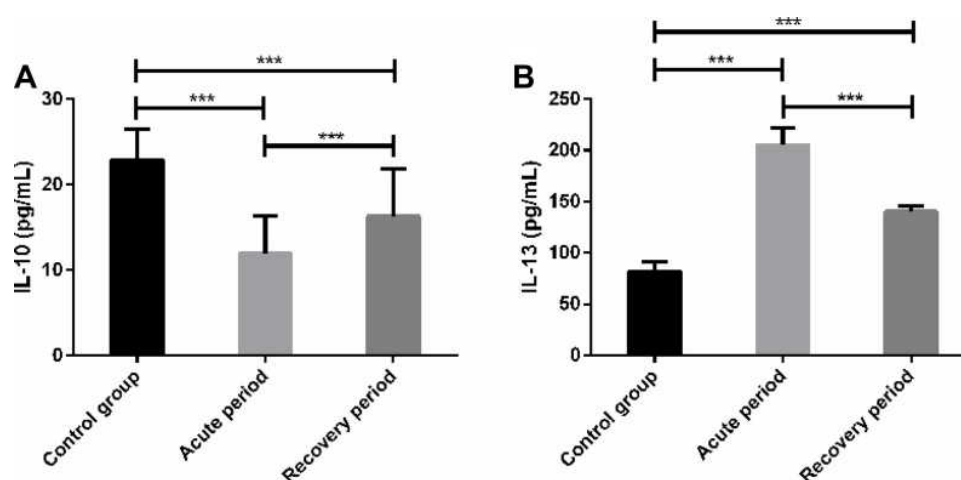 A
***
***
***
30
20
10
0
IL-10 (pg/mL)
Control group
Acute period
Recovery period
B
***
***
***
250
200
150
100
50
0
IL-13 (pg/mL)
Control group
Acute period
Recovery period